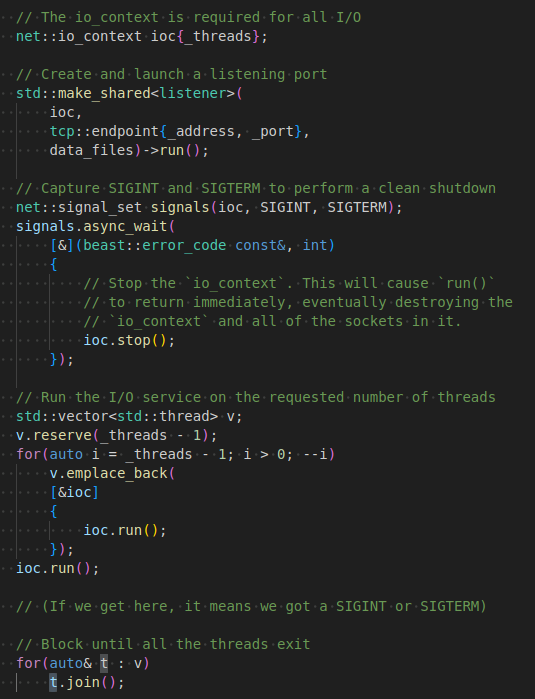 // The io_context is required for all I/O
net::io_context ioc{_threads};
// Create and launch a listening port
std::make_shared<listener>(
ioc,
tcp::endpoint{_address, _port},
data_files)->run();
// Capture SIGINT and SIGTERM to perform a clean shutdown
net::signal_set signals(ioc, SIGINT, SIGTERM);
signals.async_wait(
[&](beast::error_code const&, int)
{
// Stop the `io_context`. This will cause `run()`
// to return immediately, eventually destroying the
// `io_context` and all of the sockets in it.
ioc.stop();
});
// Run the I/O service on the requested number of threads
std::vector<std::thread> v;
v.reserve(_threads - 1);
for(auto i = _threads - 1; i > 0; --i)
v.emplace_back(
[&ioc]
{
ioc.run();
});
ioc.run();
// (If we get here, it means we got a SIGINT or SIGTERM)
// Block until all the threads exit
for(auto& t : v)
t.join();